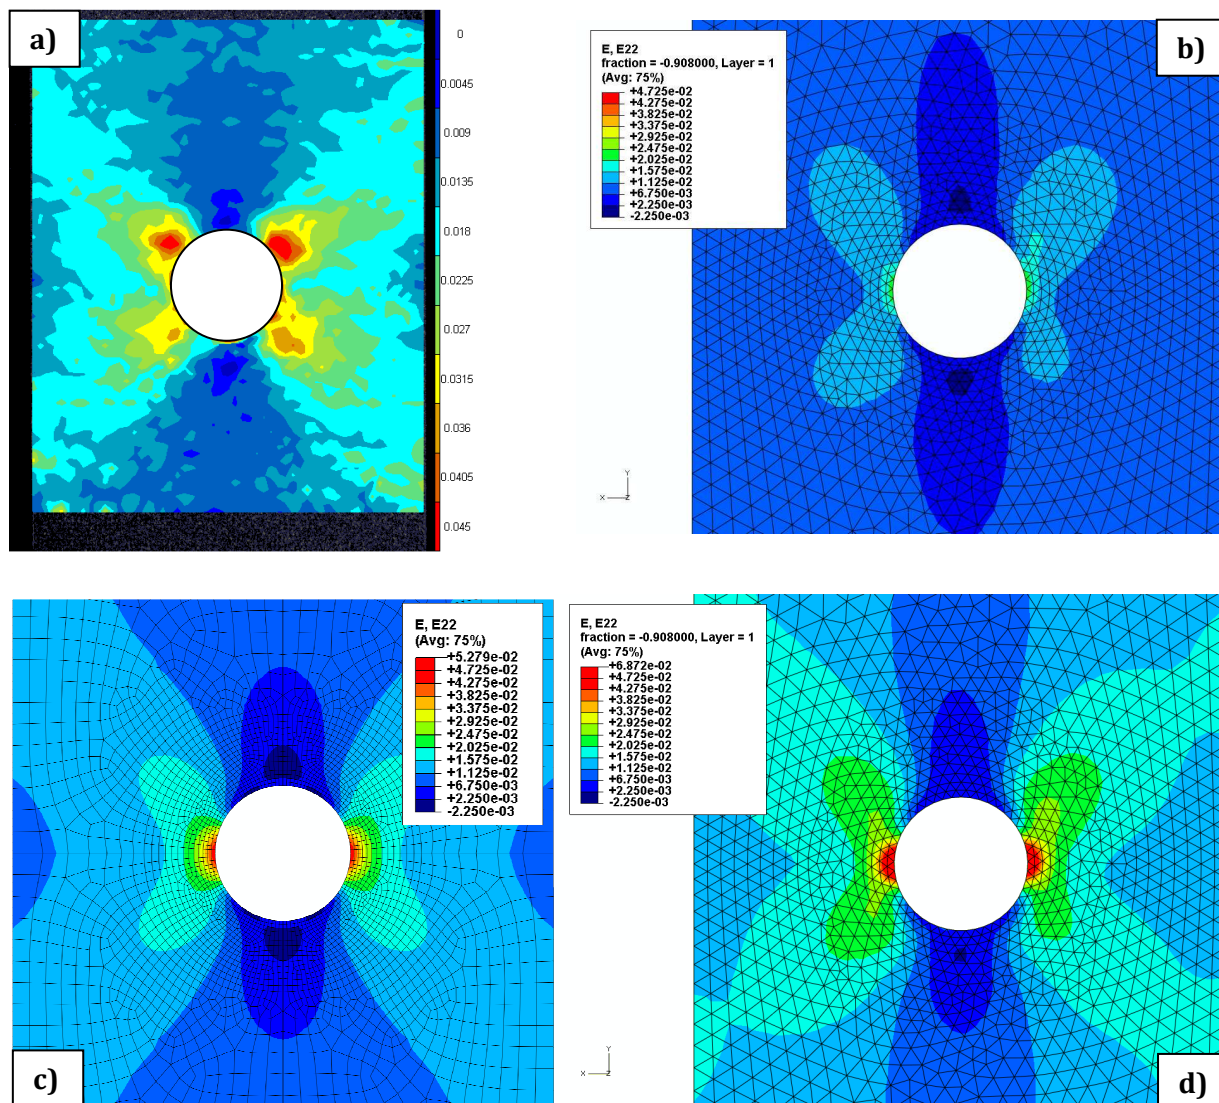 a)
0
0.0045
0.009
0.0135
0.018
0.0225
0.027
0.0315
0.036
0.0405
0.045
b)
E, E22
fraction = -0.908000, Layer = 1
(Avg: 75%)
+4.725e-02
+4.275e-02
+3.825e-02
+3.375e-02
+2.925e-02
+2.475e-02
+2.025e-02
+1.575e-02
+1.125e-02
+6.750e-03
+2.250e-03
-2.250e-03
Y
X Z
c)
E, E22
(Avg: 75%)
+5.279e-02
+4.725e-02
+4.275e-02
+3.825e-02
+3.375e-02
+2.925e-02
+2.475e-02
+2.025e-02
+1.575e-02
+1.125e-02
+6.750e-03
+2.250e-03
-2.250e-03
E, E22
fraction = -0.908000, Layer = 1
(Avg: 75%)
+6.872e-02
+4.725e-02
+4.275e-02
+3.825e-02
+3.375e-02
+2.925e-02
+2.475e-02
+2.025e-02
+1.575e-02
+1.125e-02
+6.750e-03
+2.250e-03
-2.250e-03
Y
X Z
d)